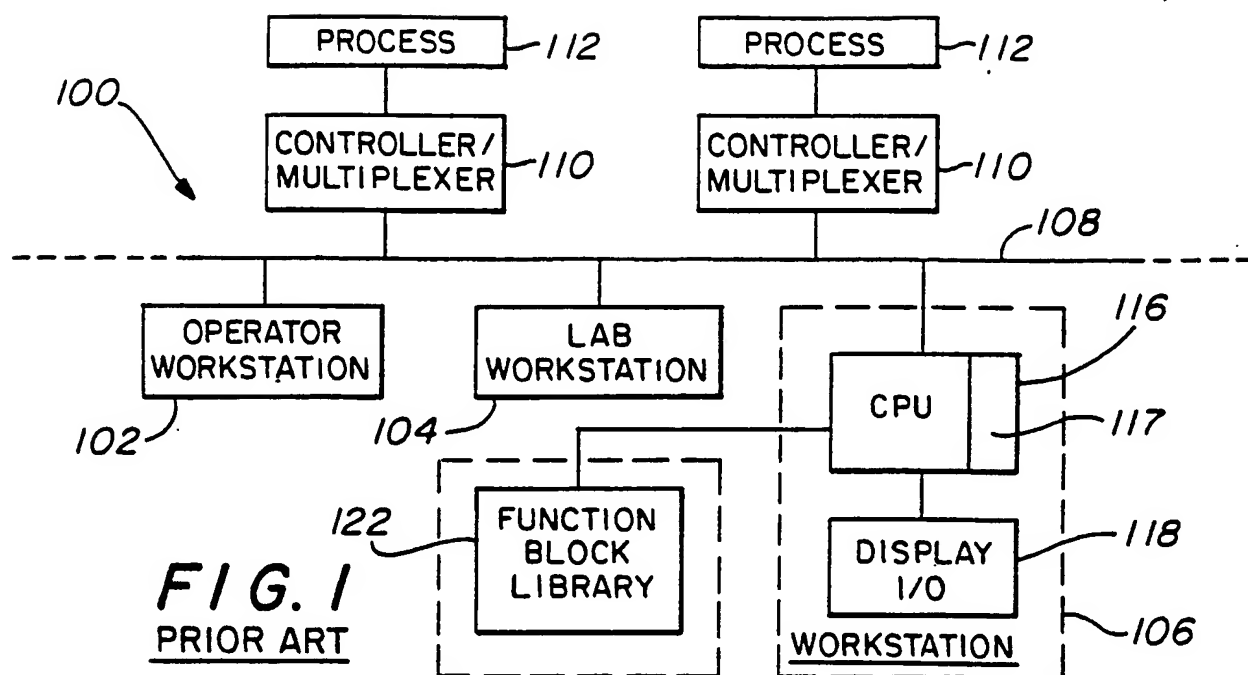 PROCESS
112
PROCESS
112
100
CONTROLLER/
MULTIPLEXER
110
CONTROLLER/
MULTIPLEXER
110
108
OPERATOR
WORKSTATION
102
LAB
WORKSTATION
104
116
CPU
117
FUNCTION
BLOCK
LIBRARY
122
DISPLAY
I/O
118
WORKSTATION
106
FIG. 1
PRIOR ART